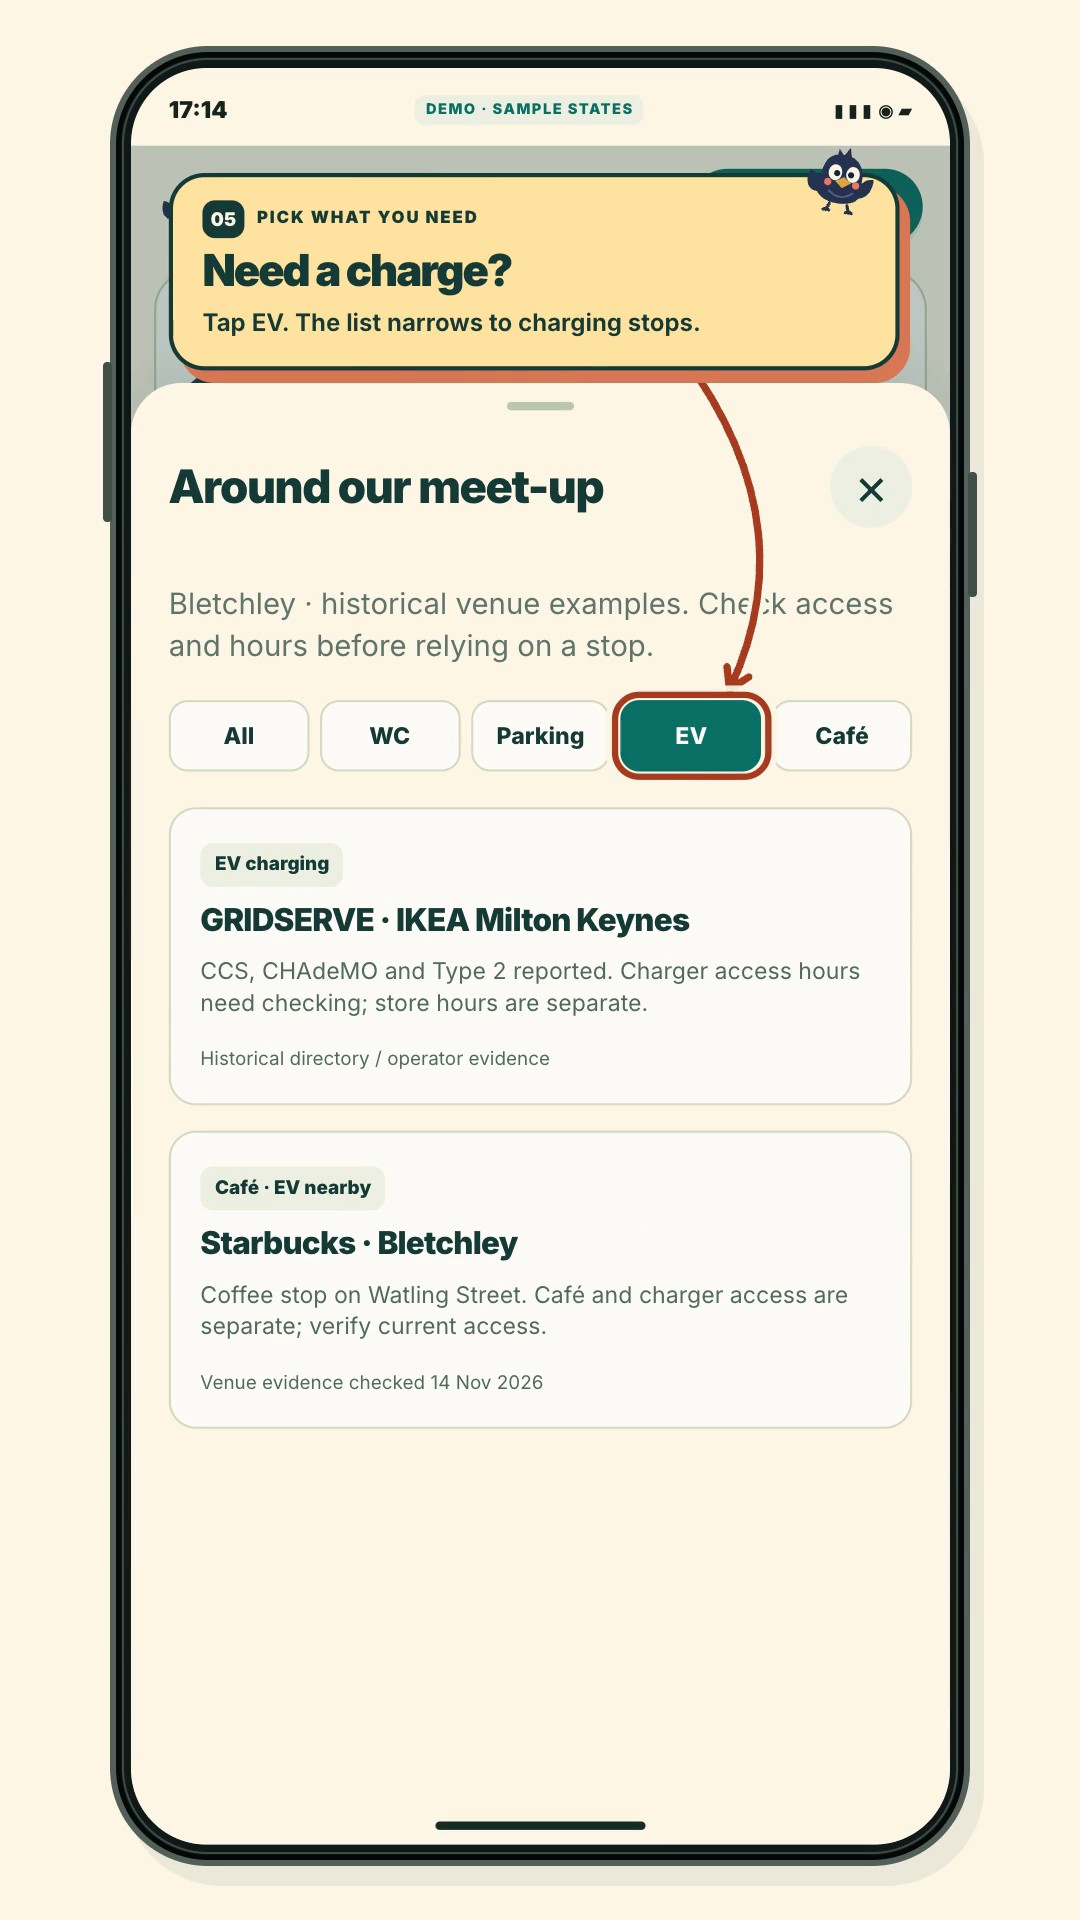 17:14
DEMO · SAMPLE STATES
05 PICK WHAT YOU NEED
Need a charge?
Tap EV. The list narrows to charging stops.
Around our meet-up
×
Bletchley · historical venue examples. Check access
and hours before relying on a stop.
All WC Parking EV Café
EV charging
GRIDSERVE · IKEA Milton Keynes
CCS, CHAdeMO and Type 2 reported. Charger access hours
need checking; store hours are separate.
Historical directory / operator evidence
Café · EV nearby
Starbucks · Bletchley
Coffee stop on Watling Street. Café and charger access are
separate; verify current access.
Venue evidence checked 14 Nov 2026